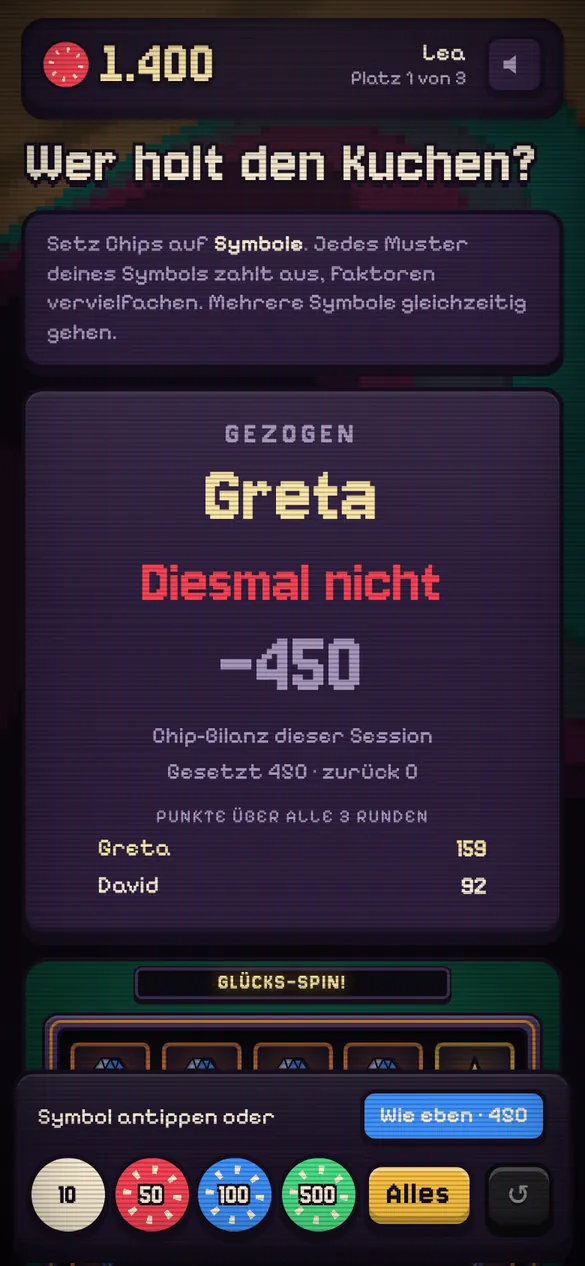 1.400
Lea
Platz 1 von 3
Wer holt den Kuchen?
Setz Chips auf Symbole. Jedes Muster
deines Symbols zahlt aus, Faktoren
vervielfachen. Mehrere Symbole gleichzeitig
gehen.
GEZOGEN
Greta
Diesmal nicht
−450
Chip-Bilanz dieser Session
Gesetzt 480 · zurück 0
PUNKTE ÜBER ALLE 3 RUNDEN
Greta 159
David 92
GLÜCKS-SPIN!
Symbol antippen oder
Wie eben · 480
10
50
100
500
Alles